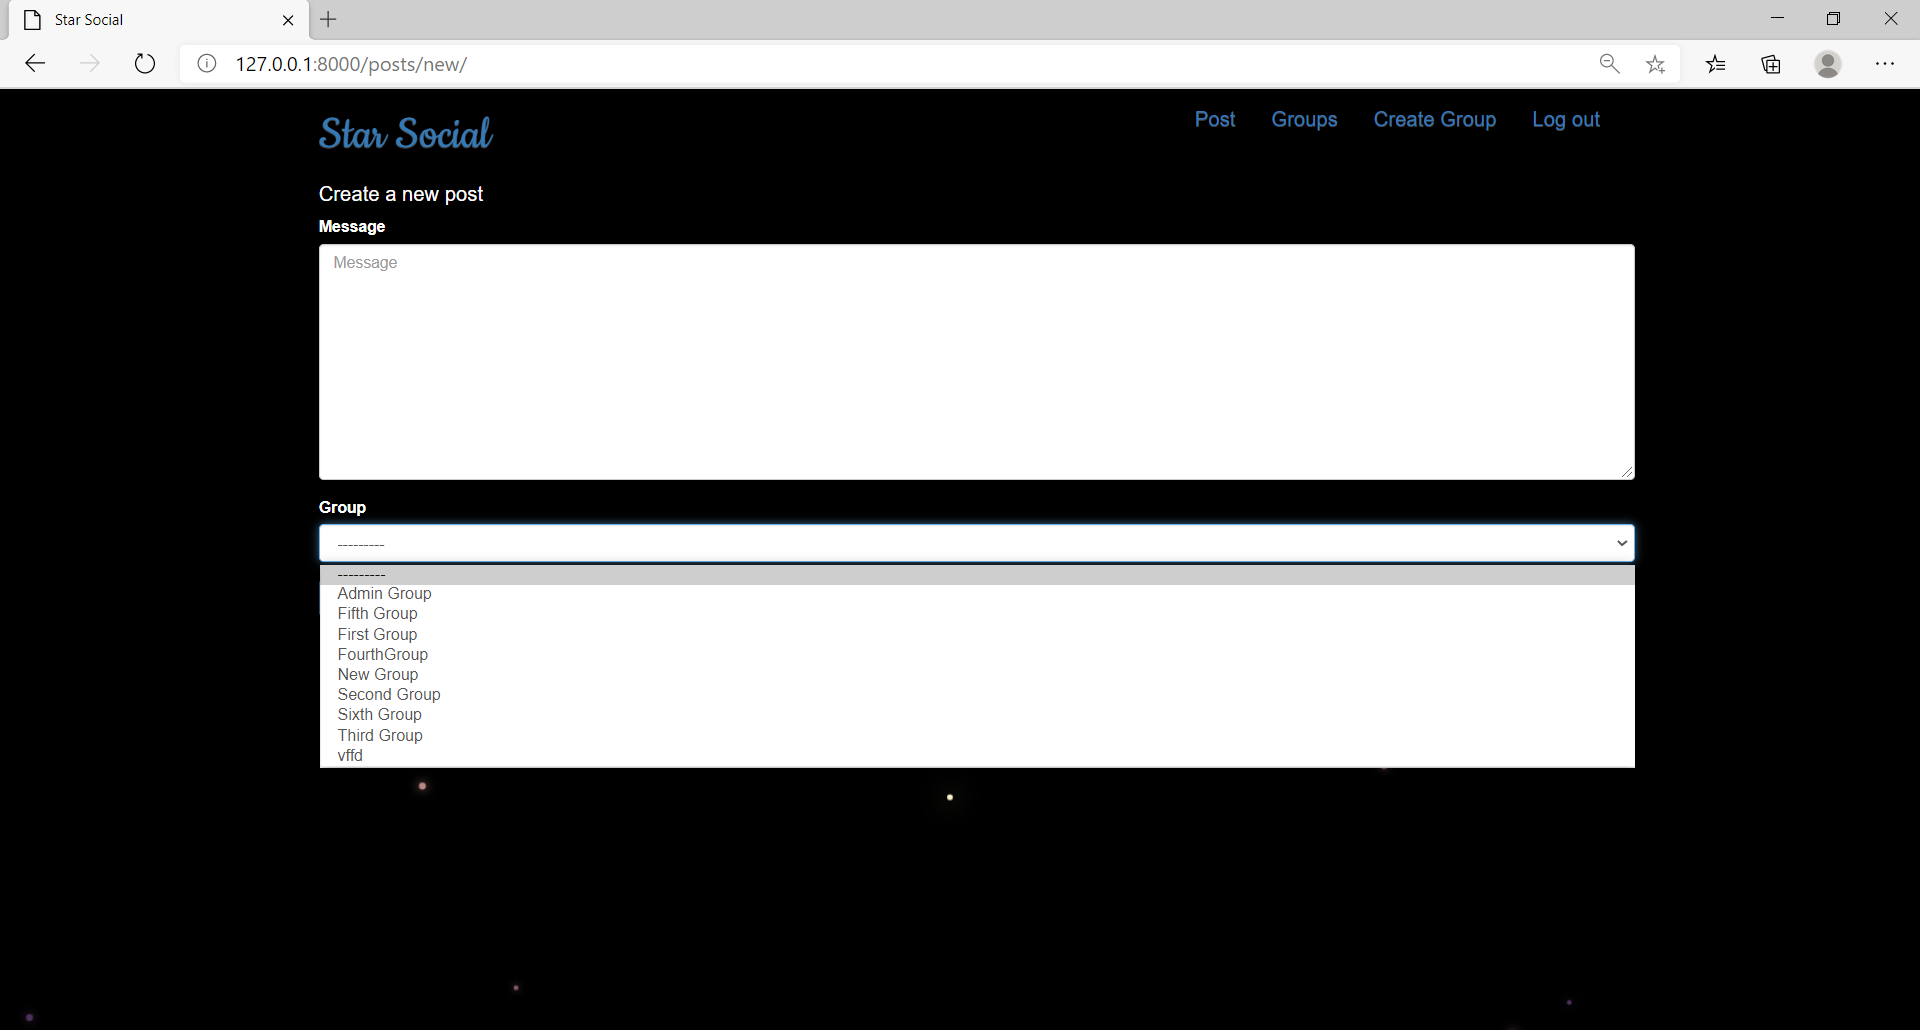 Star Social
127.0.0.1:8000/posts/new/
Star Social
Post Groups Create Group Log out
Create a new post
Message
Message
Group
---------
---------
Admin Group
Fifth Group
First Group
FourthGroup
New Group
Second Group
Sixth Group
Third Group
vffd